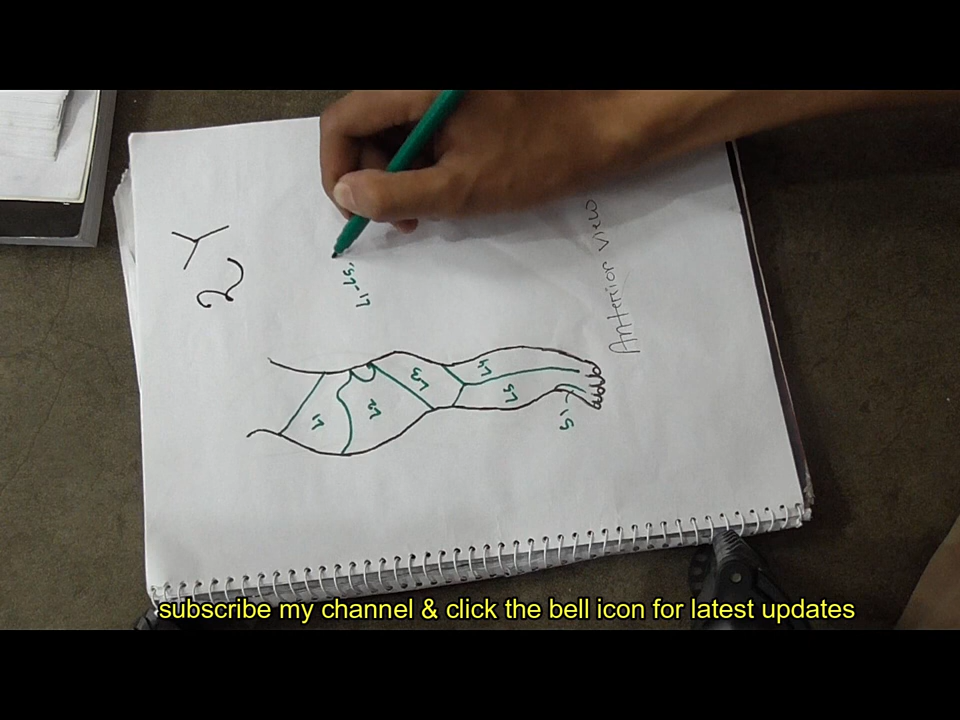 2 Y
L1-L5,
L1
L2
L3
L4
L5
S1
Anterior view
subscribe my channel & click the bell icon for latest updates